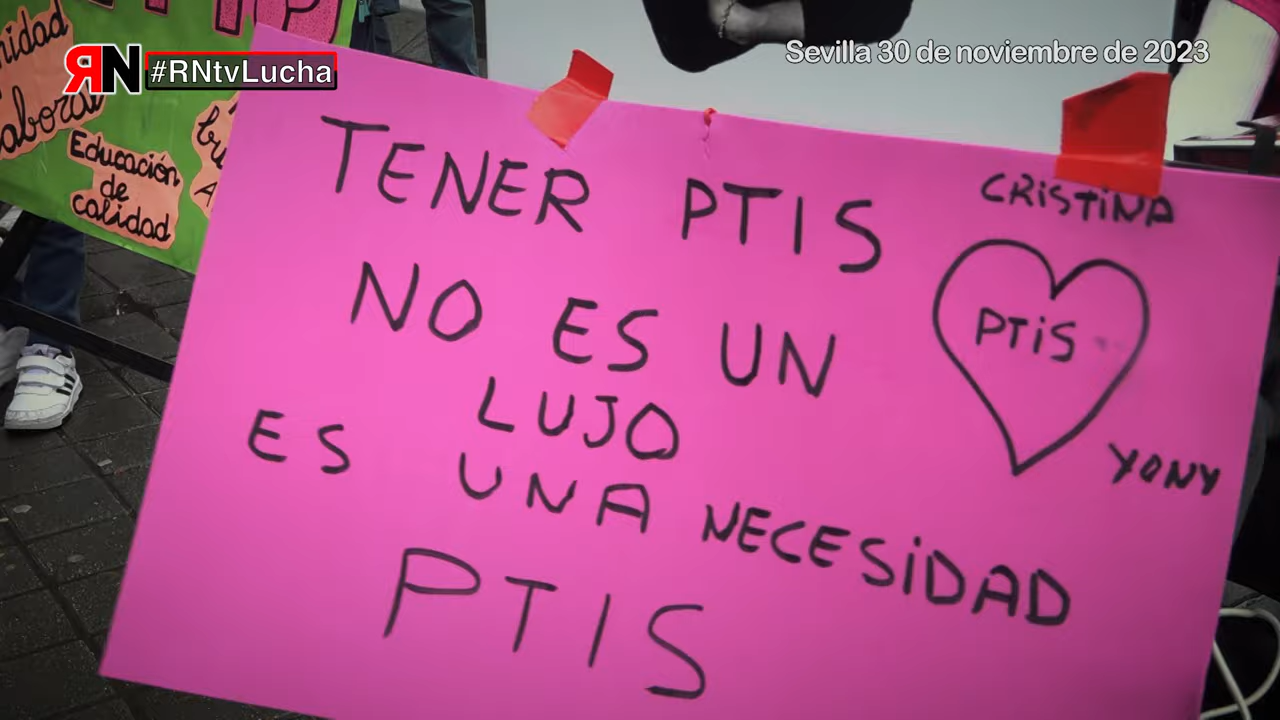 RN
#RNtvLucha
Sevilla 30 de noviembre de 2023
Educación
de
calidad
TENER PTIS
NO ES UN
LUJO
ES UNA NECESIDAD
PTIS
CRISTINA
PTIS
YONY